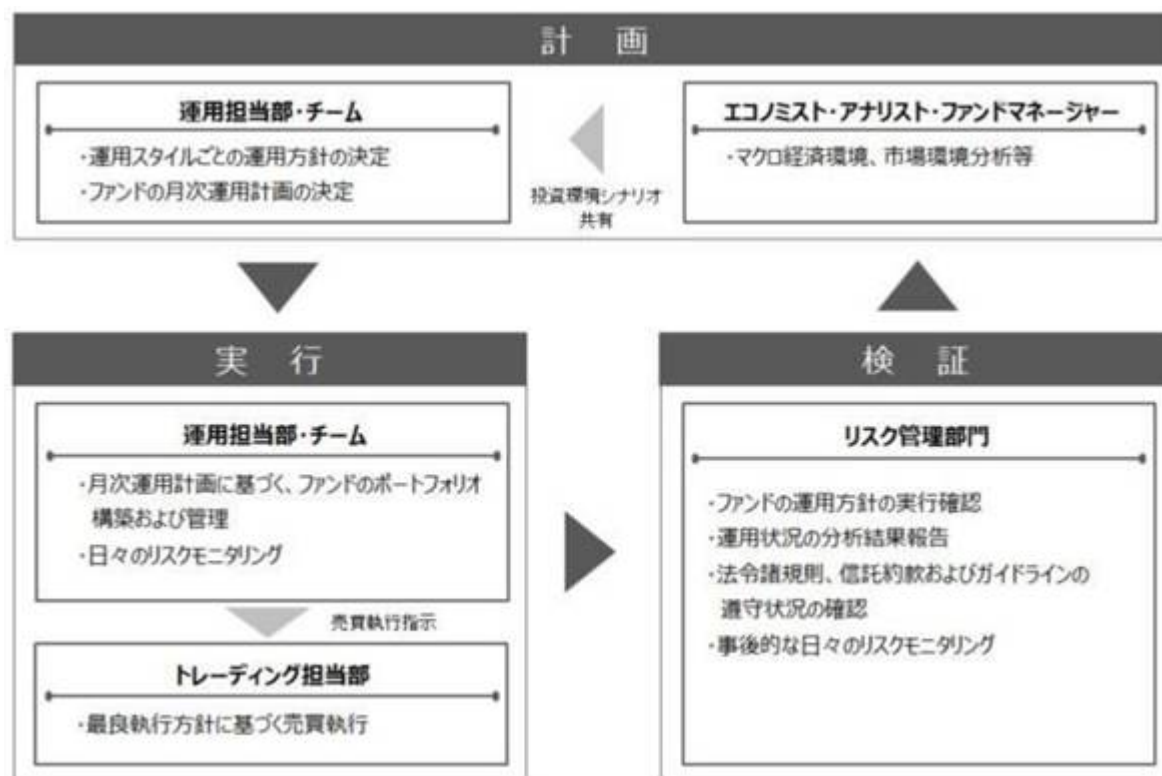 計 画
運用担当部・チーム
・運用スタイルごとの運用方針の決定
・ファンドの月次運用計画の決定
投資環境シナリオ
共有
エコノミスト・アナリスト・ファンドマネージャー
・マクロ経済環境、市場環境分析等
実 行
運用担当部・チーム
・月次運用計画に基づく、ファンドのポートフォリオ
構築および管理
・日々のリスクモニタリング
売買執行指示
トレーディング担当部
・最良執行方針に基づく売買執行
検 証
リスク管理部門
・ファンドの運用方針の実行確認
・運用状況の分析結果報告
・法令諸規則、信託約款およびガイドラインの
遵守状況の確認
・事後的な日々のリスクモニタリング